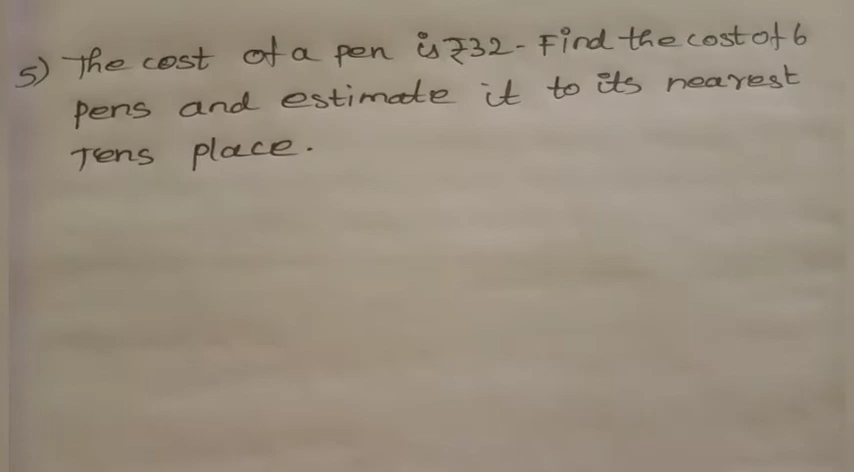 5) The cost of a pen is ₹32. Find the cost of 6
pens and estimate it to its nearest
Tens place.